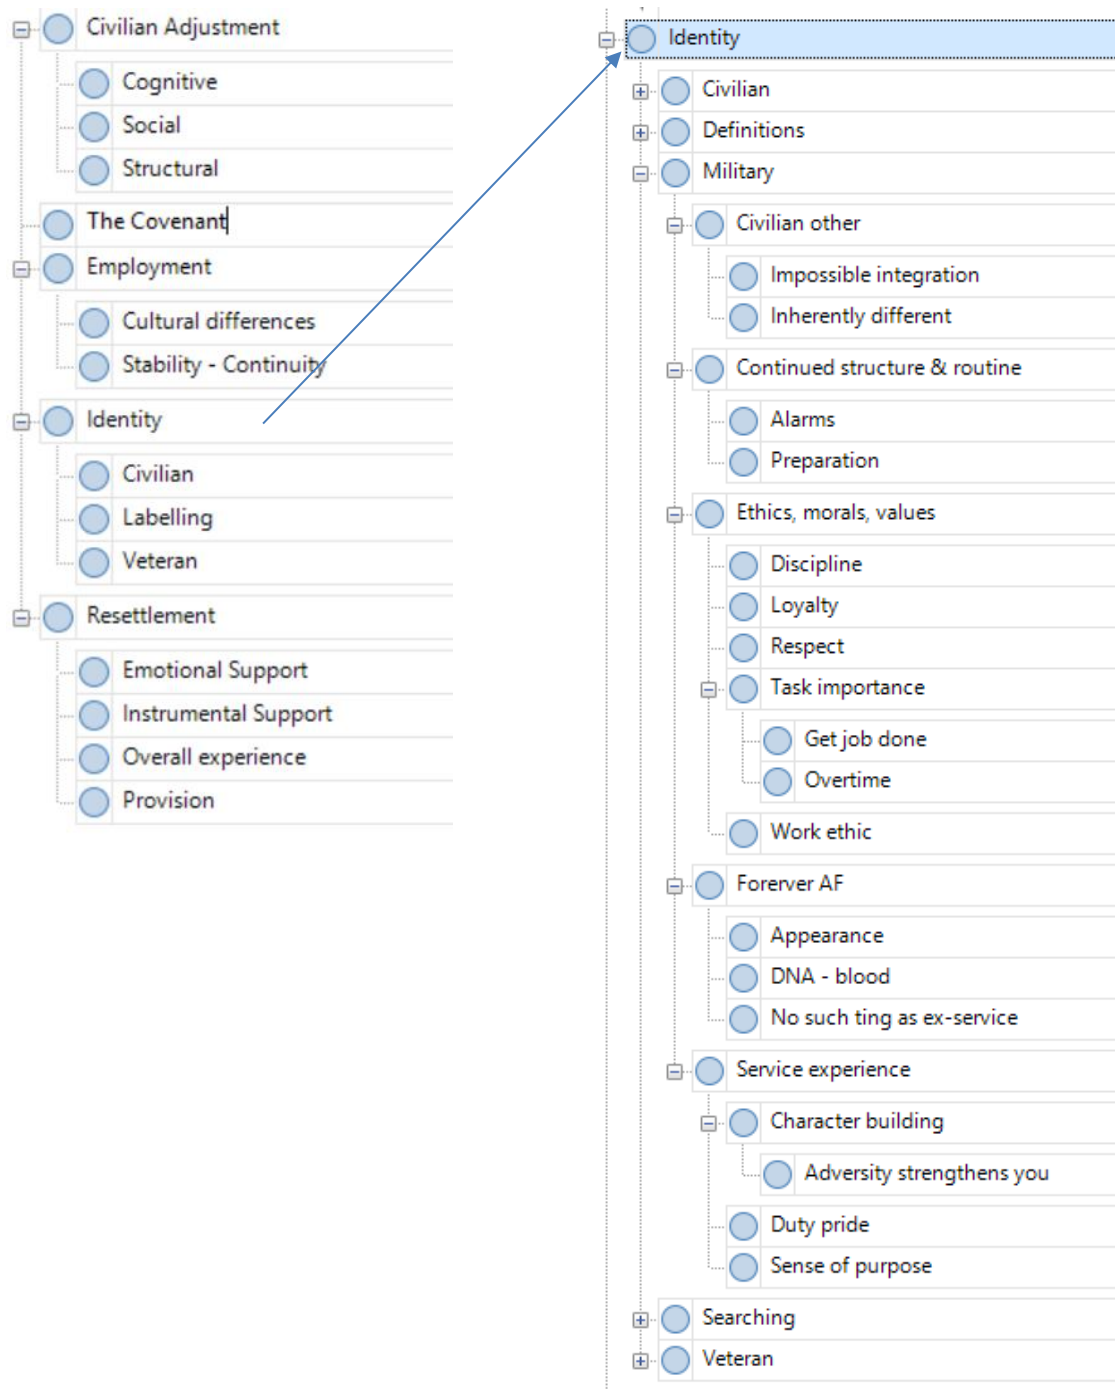 Civilian Adjustment
Cognitive
Social
Structural
The Covenant
Employment
Cultural differences
Stability - Continuity
Identity
Civilian
Labelling
Veteran
Resettlement
Emotional Support
Instrumental Support
Overall experience
Provision
Identity
Civilian
Definitions
Military
Civilian other
Impossible integration
Inherently different
Continued structure & routine
Alarms
Preparation
Ethics, morals, values
Discipline
Loyalty
Respect
Task importance
Get job done
Overtime
Work ethic
Forerver AF
Appearance
DNA - blood
No such ting as ex-service
Service experience
Character building
Adversity strengthens you
Duty pride
Sense of purpose
Searching
Veteran